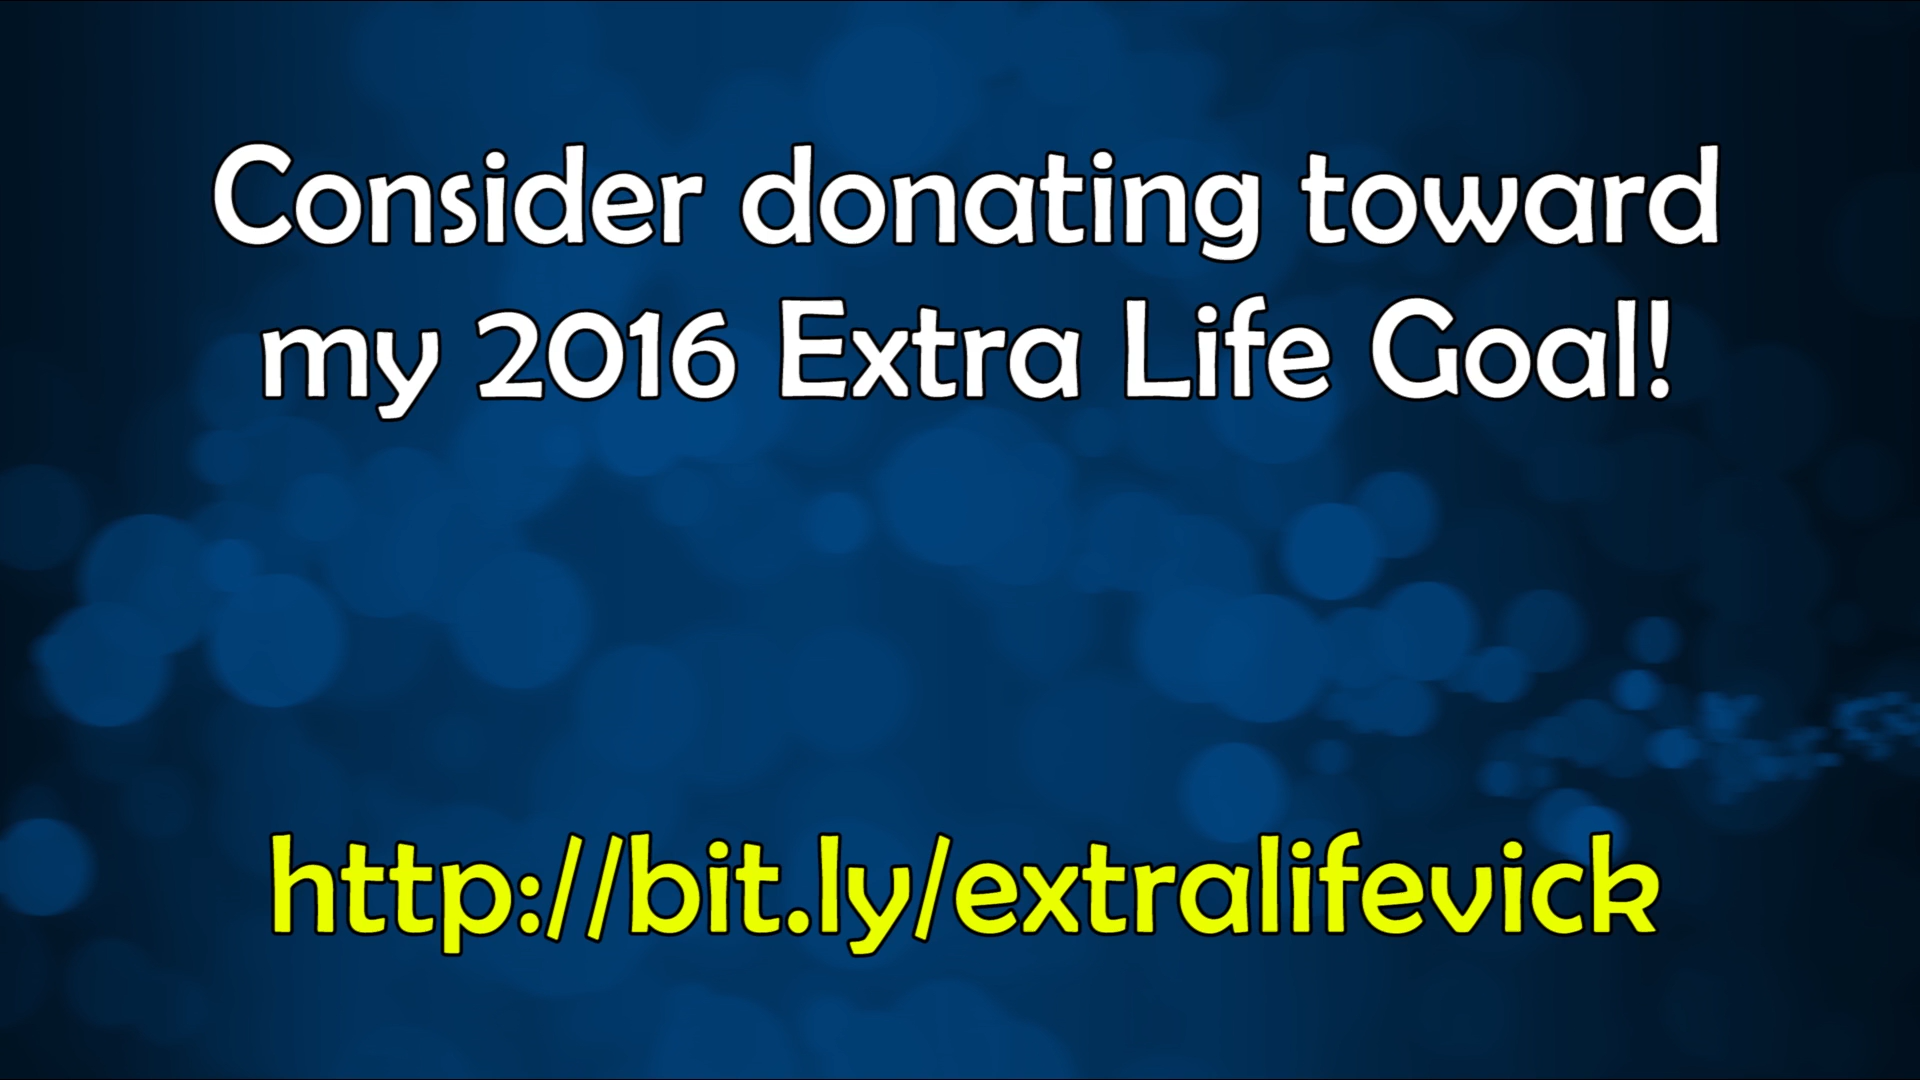 Consider donating toward
my 2016 Extra Life Goal!
http://bit.ly/extralifevick